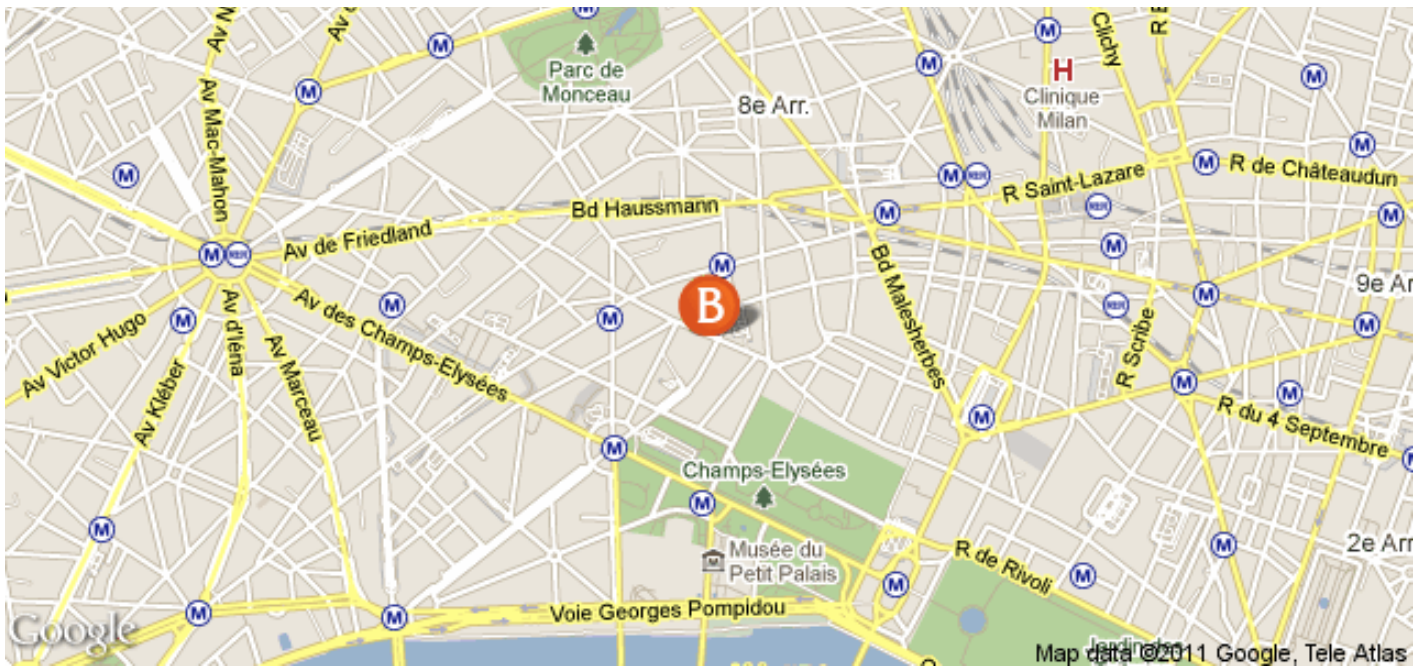 Parc de
Monceau
8e Arr.
H
Clinique
Milan
Clichy
Av Mac-Mahon
R Saint-Lazare
R de Châteaudun
Bd Haussmann
Av de Friedland
M
RER
B
Av des Champs-Elysées
Av Victor Hugo
Av d'Iéna
Av Kléber
Av Marceau
Bd Malesherbes
R Scribe
9e Ar
R du 4 Septembre
Champs-Elysées
Musée du
Petit Palais
R de Rivoli
2e Arr
Voie Georges Pompidou
Google
Map data ©2011 Google, Tele Atlas